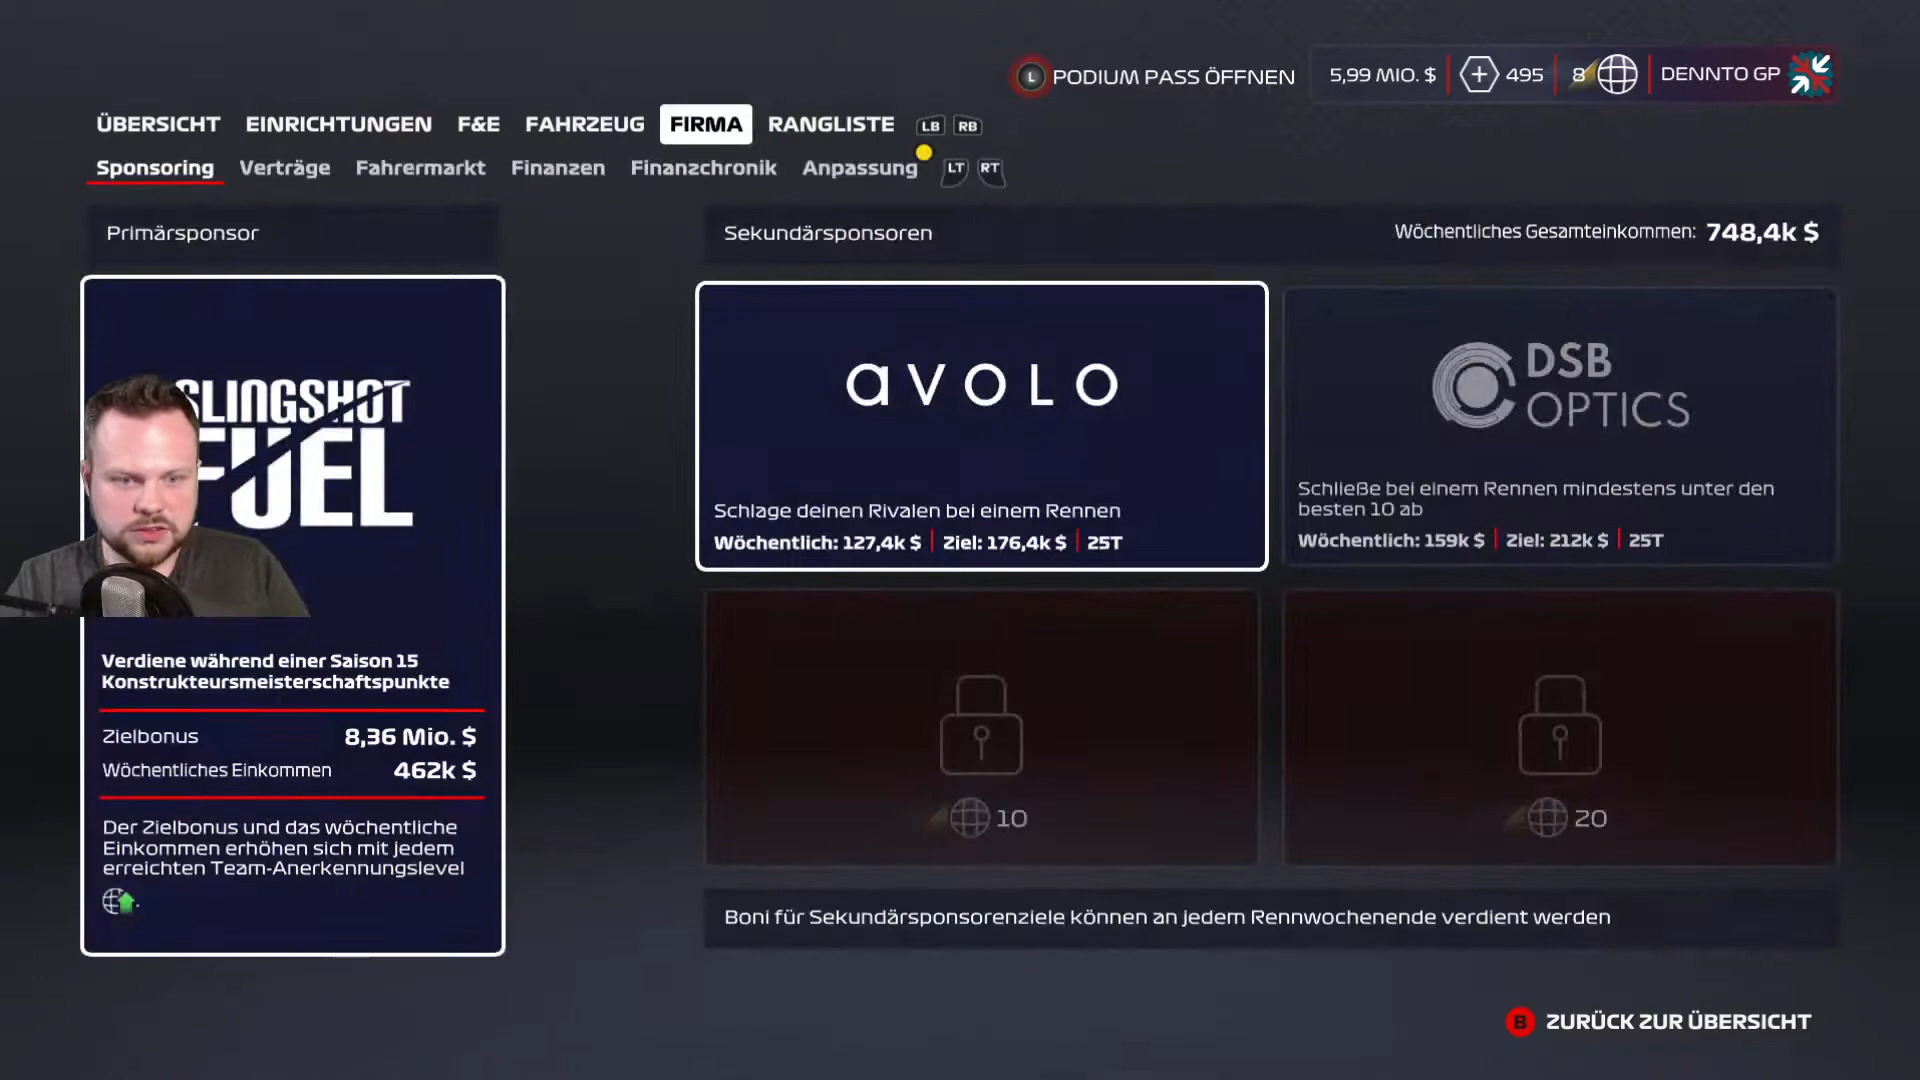 L PODIUM PASS ÖFFNEN
5,99 MIO. $
495
8
DENNTO GP
ÜBERSICHT EINRICHTUNGEN F&E FAHRZEUG FIRMA RANGLISTE LB RB
Sponsoring Verträge Fahrermarkt Finanzen Finanzchronik Anpassung LT RT
Primärsponsor
SLINGSHOT
FUEL
Verdiene während einer Saison 15
Konstrukteursmeisterschaftspunkte
Zielbonus 8,36 Mio. $
Wöchentliches Einkommen 462k $
Der Zielbonus und das wöchentliche
Einkommen erhöhen sich mit jedem
erreichten Team-Anerkennungslevel
.
Sekundärsponsoren
Wöchentliches Gesamteinkommen: 748,4k $
avoLo
Schlage deinen Rivalen bei einem Rennen
Wöchentlich: 127,4k $ Ziel: 176,4k $ 25T
DSB
OPTICS
Schließe bei einem Rennen mindestens unter den
besten 10 ab
Wöchentlich: 159k $ Ziel: 212k $ 25T
10
20
Boni für Sekundärsponsorenziele können an jedem Rennwochenende verdient werden
B ZURÜCK ZUR ÜBERSICHT